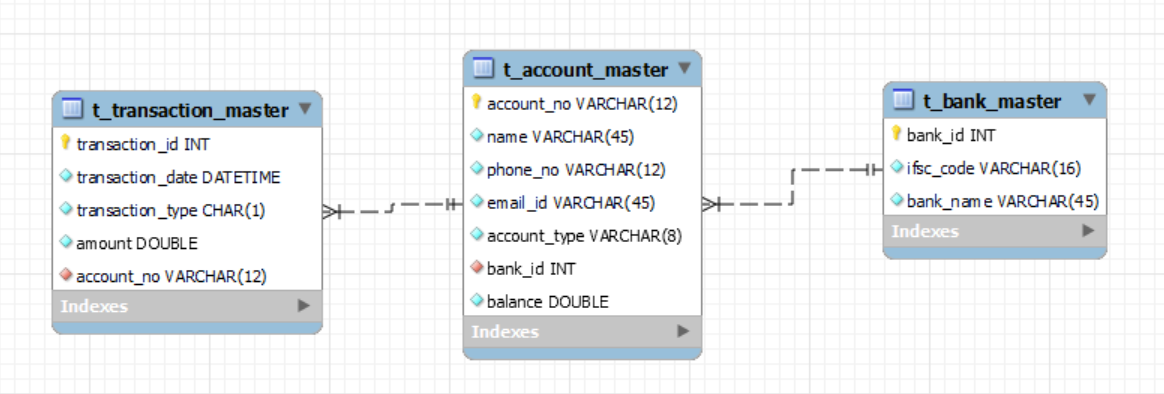 t_transaction_master
transaction_id INT
transaction_date DATETIME
transaction_type CHAR(1)
amount DOUBLE
account_no VARCHAR(12)
Indexes
t_account_master
account_no VARCHAR(12)
name VARCHAR(45)
phone_no VARCHAR(12)
email_id VARCHAR(45)
account_type VARCHAR(8)
bank_id INT
balance DOUBLE
Indexes
t_bank_master
bank_id INT
ifsc_code VARCHAR(16)
bank_name VARCHAR(45)
Indexes